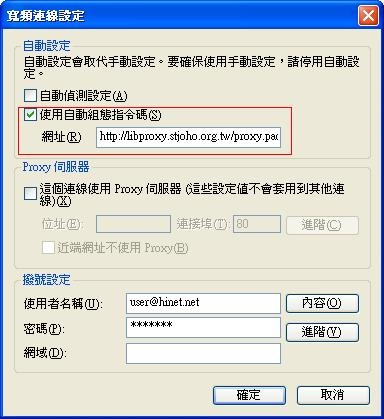 寬頻連線設定
自動設定
自動設定會取代手動設定。要確保使用手動設定，請停用自動設
定。
自動偵測設定(A)
使用自動組態指令碼(S)
網址(R) http://libproxy.stjoho.org.tw/proxy.pac
Proxy 伺服器
這個連線使用 Proxy 伺服器 (這些設定值不會套用到其他連
線)(X)
位址(E): 連接埠(T): 80 進階(C)
近端網址不使用 Proxy(B)
撥號設定
使用者名稱(U): user@hinet.net 內容(O)
密碼(P): ******* 進階(V)
網域(D):
確定 取消